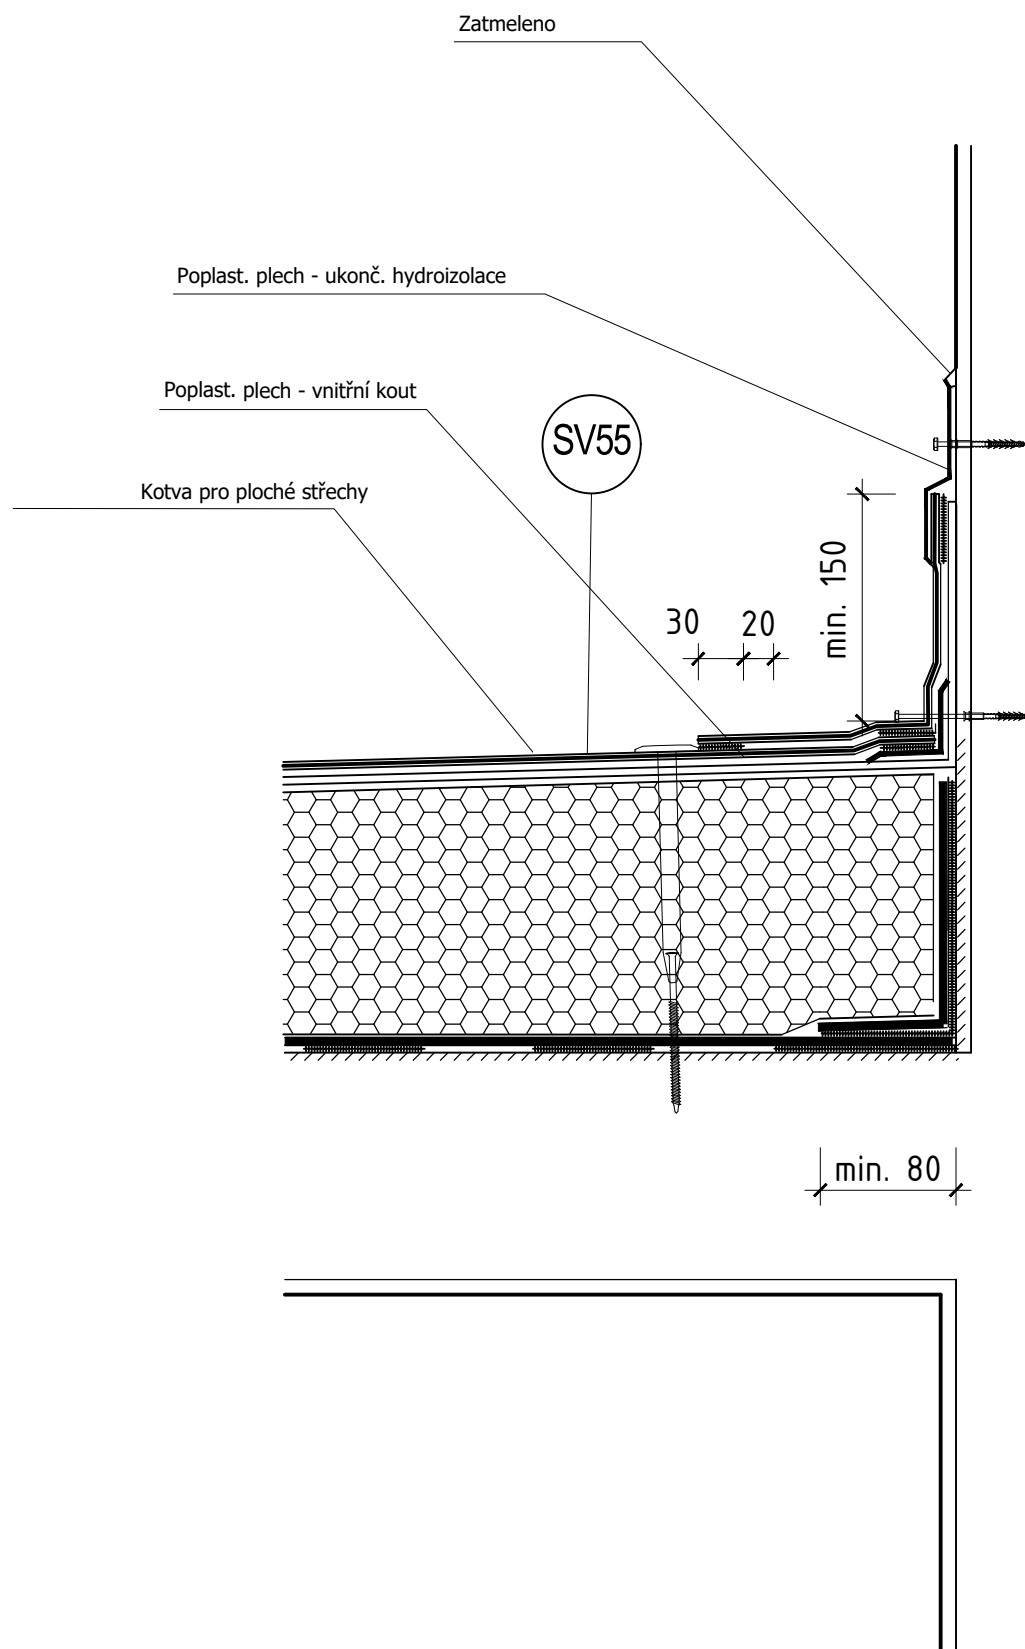 Zatmeleno
Poplast. plech - ukonč. hydroizolace
Poplast. plech - vnitřní kout
SV55
Kotva pro ploché střechy
min. 150
30
20
min. 80